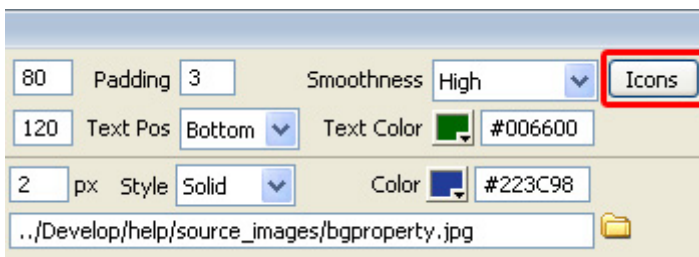 80 Padding 3 Smoothness High Icons
120 Text Pos Bottom Text Color #006600
2 px Style Solid Color #223C98
../Develop/help/source_images/bgproperty.jpg